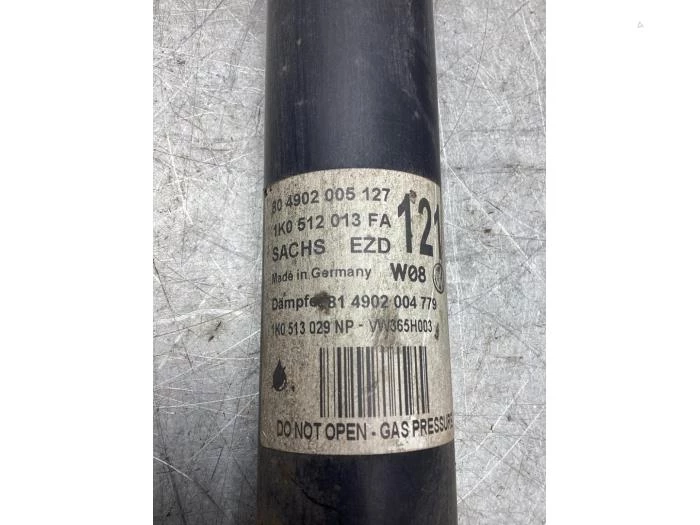 80 4902 005 127
1K0 512 013 FA
121
SACHS EZD
Made in Germany W08
Dämpfer 81 4902 004 779
1K0 513 029 NP - VW365H003
DO NOT OPEN - GAS PRESSURE